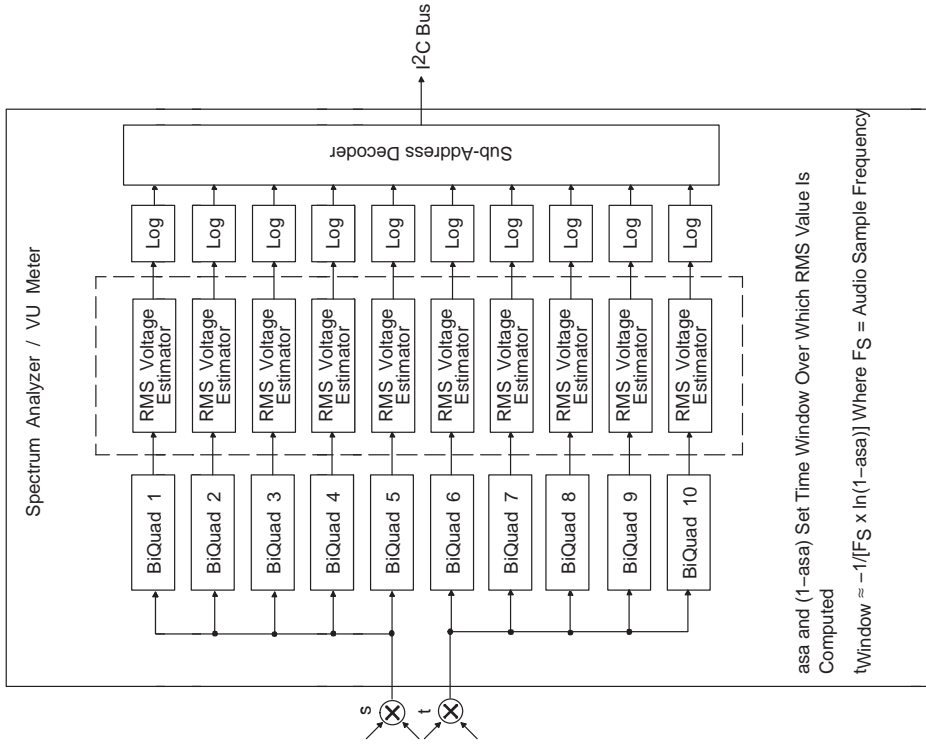 Spectrum Analyzer / VU Meter
s
t
BiQuad 1
RMS Voltage
Estimator
Log
BiQuad 2
RMS Voltage
Estimator
Log
BiQuad 3
RMS Voltage
Estimator
Log
BiQuad 4
RMS Voltage
Estimator
Log
BiQuad 5
RMS Voltage
Estimator
Log
BiQuad 6
RMS Voltage
Estimator
Log
BiQuad 7
RMS Voltage
Estimator
Log
BiQuad 8
RMS Voltage
Estimator
Log
BiQuad 9
RMS Voltage
Estimator
Log
BiQuad 10
RMS Voltage
Estimator
Log
Sub-Address Decoder
I2C Bus
asa and (1−asa) Set Time Window Over Which RMS Value Is
Computed
tWindow ≈ −1/[FS x ln(1−asa)] Where FS = Audio Sample Frequency